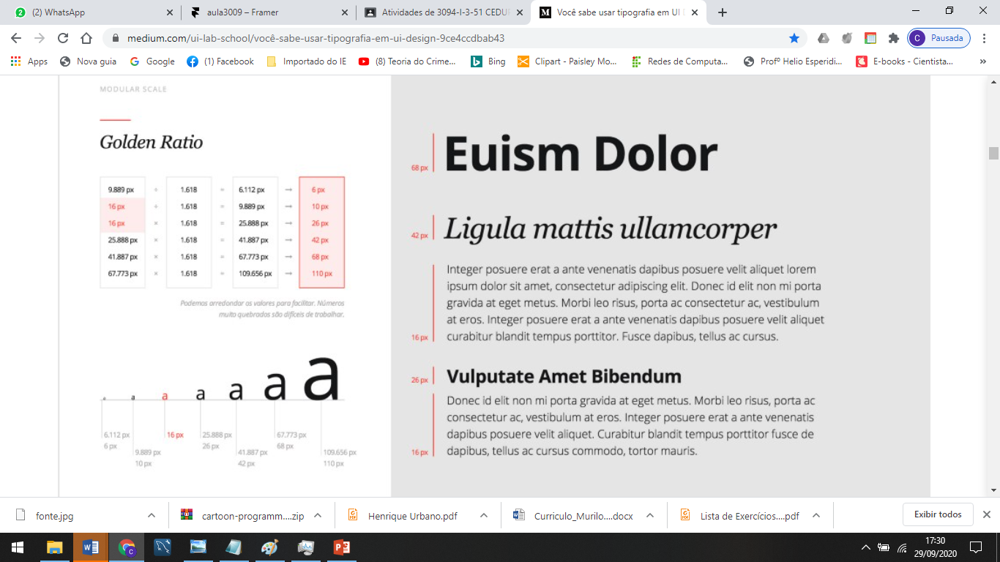 (2) WhatsApp
aula3009 – Framer
Atividades de 3094-I-3-51 CEDU
Você sabe usar tipografia em UI
medium.com/ui-lab-school/você-sabe-usar-tipografia-em-ui-design-9ce4ccdbab43
C Pausada
Apps
Nova guia
Google
(1) Facebook
Importado do IE
(8) Teoria do Crime...
Bing
Clipart - Paisley Mo...
Redes de Computa...
Profº Helio Esperidi...
E-books - Cientista...
»
MODULAR SCALE
Golden Ratio
9.889 px ÷ 1.618 = 6.112 px → 6 px
16 px ÷ 1.618 = 9.889 px → 10 px
16 px × 1.618 = 25.888 px → 26 px
25.888 px × 1.618 = 41.887 px → 42 px
41.887 px × 1.618 = 67.773 px → 68 px
67.773 px × 1.618 = 109.656 px → 110 px
Podemos arredondar os valores para facilitar. Números
muito quebrados são difíceis de trabalhar.
a a a a a a a
6.112 px
6 px
9.889 px
10 px
16 px
25.888 px
26 px
41.887 px
42 px
67.773 px
68 px
109.656 px
110 px
68 px
Euism Dolor
42 px
Ligula mattis ullamcorper
Integer posuere erat a ante venenatis dapibus posuere velit aliquet lorem
ipsum dolor sit amet, consectetur adipiscing elit. Donec id elit non mi porta
gravida at eget metus. Morbi leo risus, porta ac consectetur ac, vestibulum
at eros. Integer posuere erat a ante venenatis dapibus posuere velit aliquet
16 px curabitur blandit tempus porttitor. Fusce dapibus, tellus ac cursus.
26 px
Vulputate Amet Bibendum
Donec id elit non mi porta gravida at eget metus. Morbi leo risus, porta ac
consectetur ac, vestibulum at eros. Integer posuere erat a ante venenatis
dapibus posuere velit aliquet. Curabitur blandit tempus porttitor fusce de
16 px dapibus, tellus ac cursus commodo, tortor mauris.
fonte.jpg
cartoon-programm....zip
Henrique Urbano.pdf
Curriculo_Murilo....docx
Lista de Exercícios....pdf
Exibir todos
17:30
29/09/2020